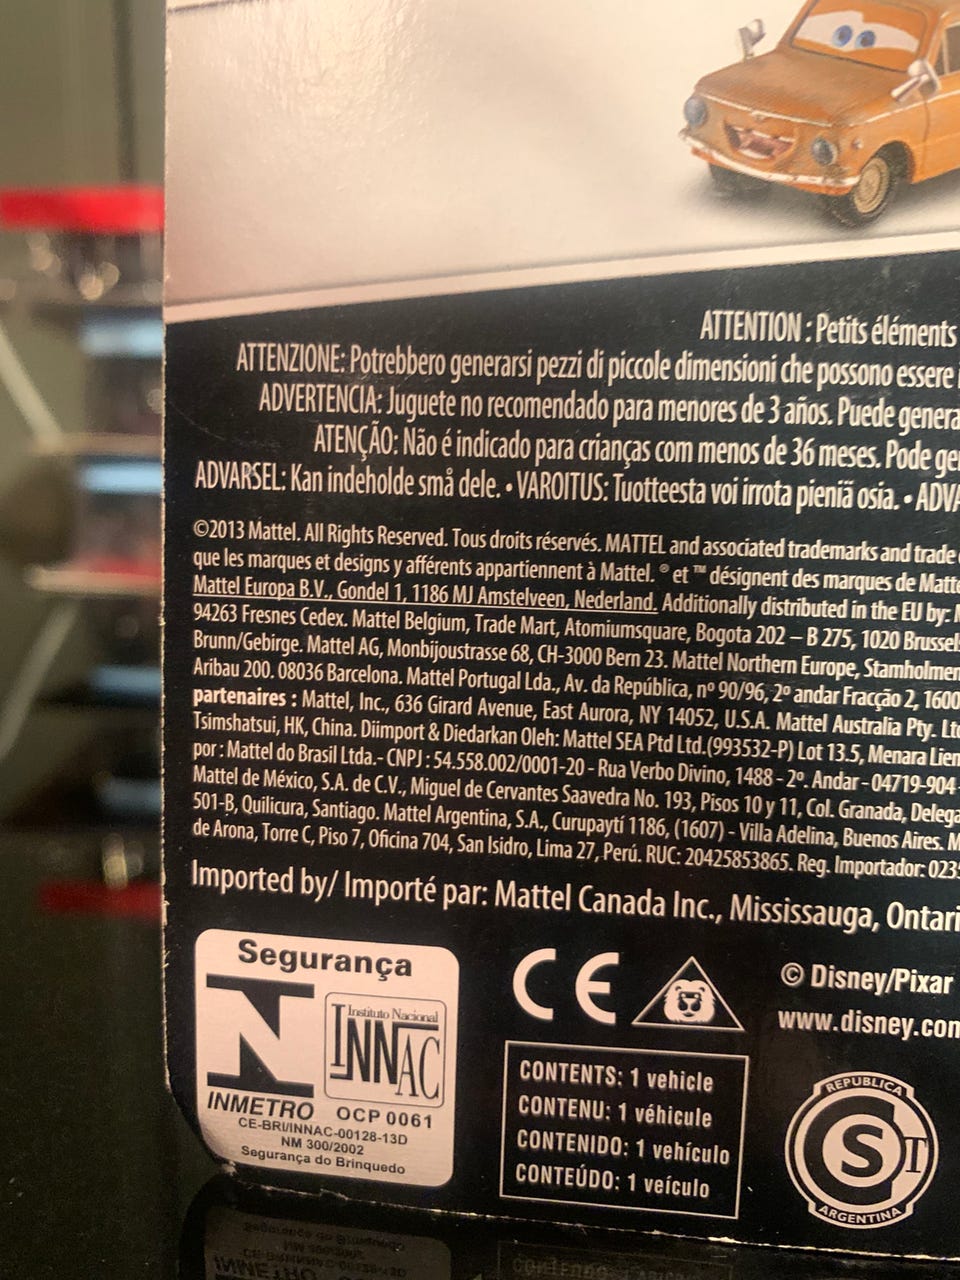 ATTENTION : Petits éléments
ATTENZIONE: Potrebbero generarsi pezzi di piccole dimensioni che possono essere
ADVERTENCIA: Juguete no recomendado para menores de 3 años. Puede genera
ATENÇÃO: Não é indicado para crianças com menos de 36 meses. Pode ge
ADVARSEL: Kan indeholde små dele. • VAROITUS: Tuotteesta voi irrota pieniä osia. • ADVA
©2013 Mattel. All Rights Reserved. Tous droits réservés. MATTEL and associated trademarks and trade
que les marques et designs y afférents appartiennent à Mattel. ® et ™ désignent des marques de Matte
Mattel Europa B.V., Gondel 1, 1186 MJ Amstelveen, Nederland. Additionally distributed in the EU by:
94263 Fresnes Cedex. Mattel Belgium, Trade Mart, Atomiumsquare, Bogota 202 – B 275, 1020 Brussels
Brunn/Gebirge. Mattel AG, Monbijoustrasse 68, CH-3000 Bern 23. Mattel Northern Europe, Stamholmen
Aribau 200. 08036 Barcelona. Mattel Portugal Lda., Av. da República, nº 90/96, 2º andar Fracção 2, 1600
partenaires : Mattel, Inc., 636 Girard Avenue, East Aurora, NY 14052, U.S.A. Mattel Australia Pty. Ltd
Tsimshatsui, HK, China. Diimport & Diedarkan Oleh: Mattel SEA Ptd Ltd.(993532-P) Lot 13.5, Menara Lien
por : Mattel do Brasil Ltda.- CNPJ : 54.558.002/0001-20 - Rua Verbo Divino, 1488 - 2º. Andar - 04719-904 -
Mattel de México, S.A. de C.V., Miguel de Cervantes Saavedra No. 193, Pisos 10 y 11, Col. Granada, Delega
501-B, Quilicura, Santiago. Mattel Argentina, S.A., Curupaytí 1186, (1607) - Villa Adelina, Buenos Aires. M
de Arona, Torre C, Piso 7, Oficina 704, San Isidro, Lima 27, Perú. RUC: 20425853865. Reg. Importador: 023
Imported by/ Importé par: Mattel Canada Inc., Mississauga, Ontari
Segurança
Instituto Nacional
INNAC
INMETRO OCP 0061
CE-BRI/INNAC-00128-13D
NM 300/2002
Segurança do Brinquedo
CE
© Disney/Pixar
www.disney.con
CONTENTS: 1 vehicle
CONTENU: 1 véhicule
CONTENIDO: 1 vehículo
CONTEÚDO: 1 veículo
REPUBLICA
S T
ARGENTINA